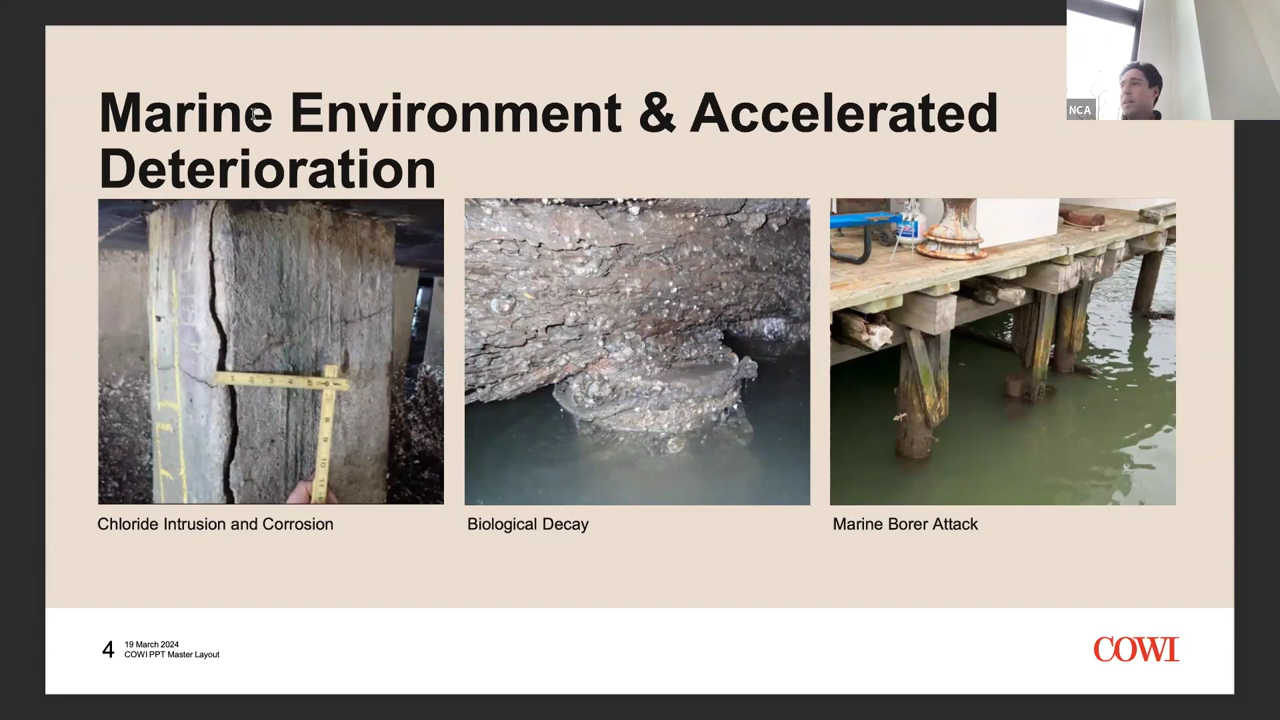 Marine Environment & Accelerated
Deterioration
NCA
Chloride Intrusion and Corrosion
Biological Decay
Marine Borer Attack
4
19 March 2024
COWI PPT Master Layout
COWI